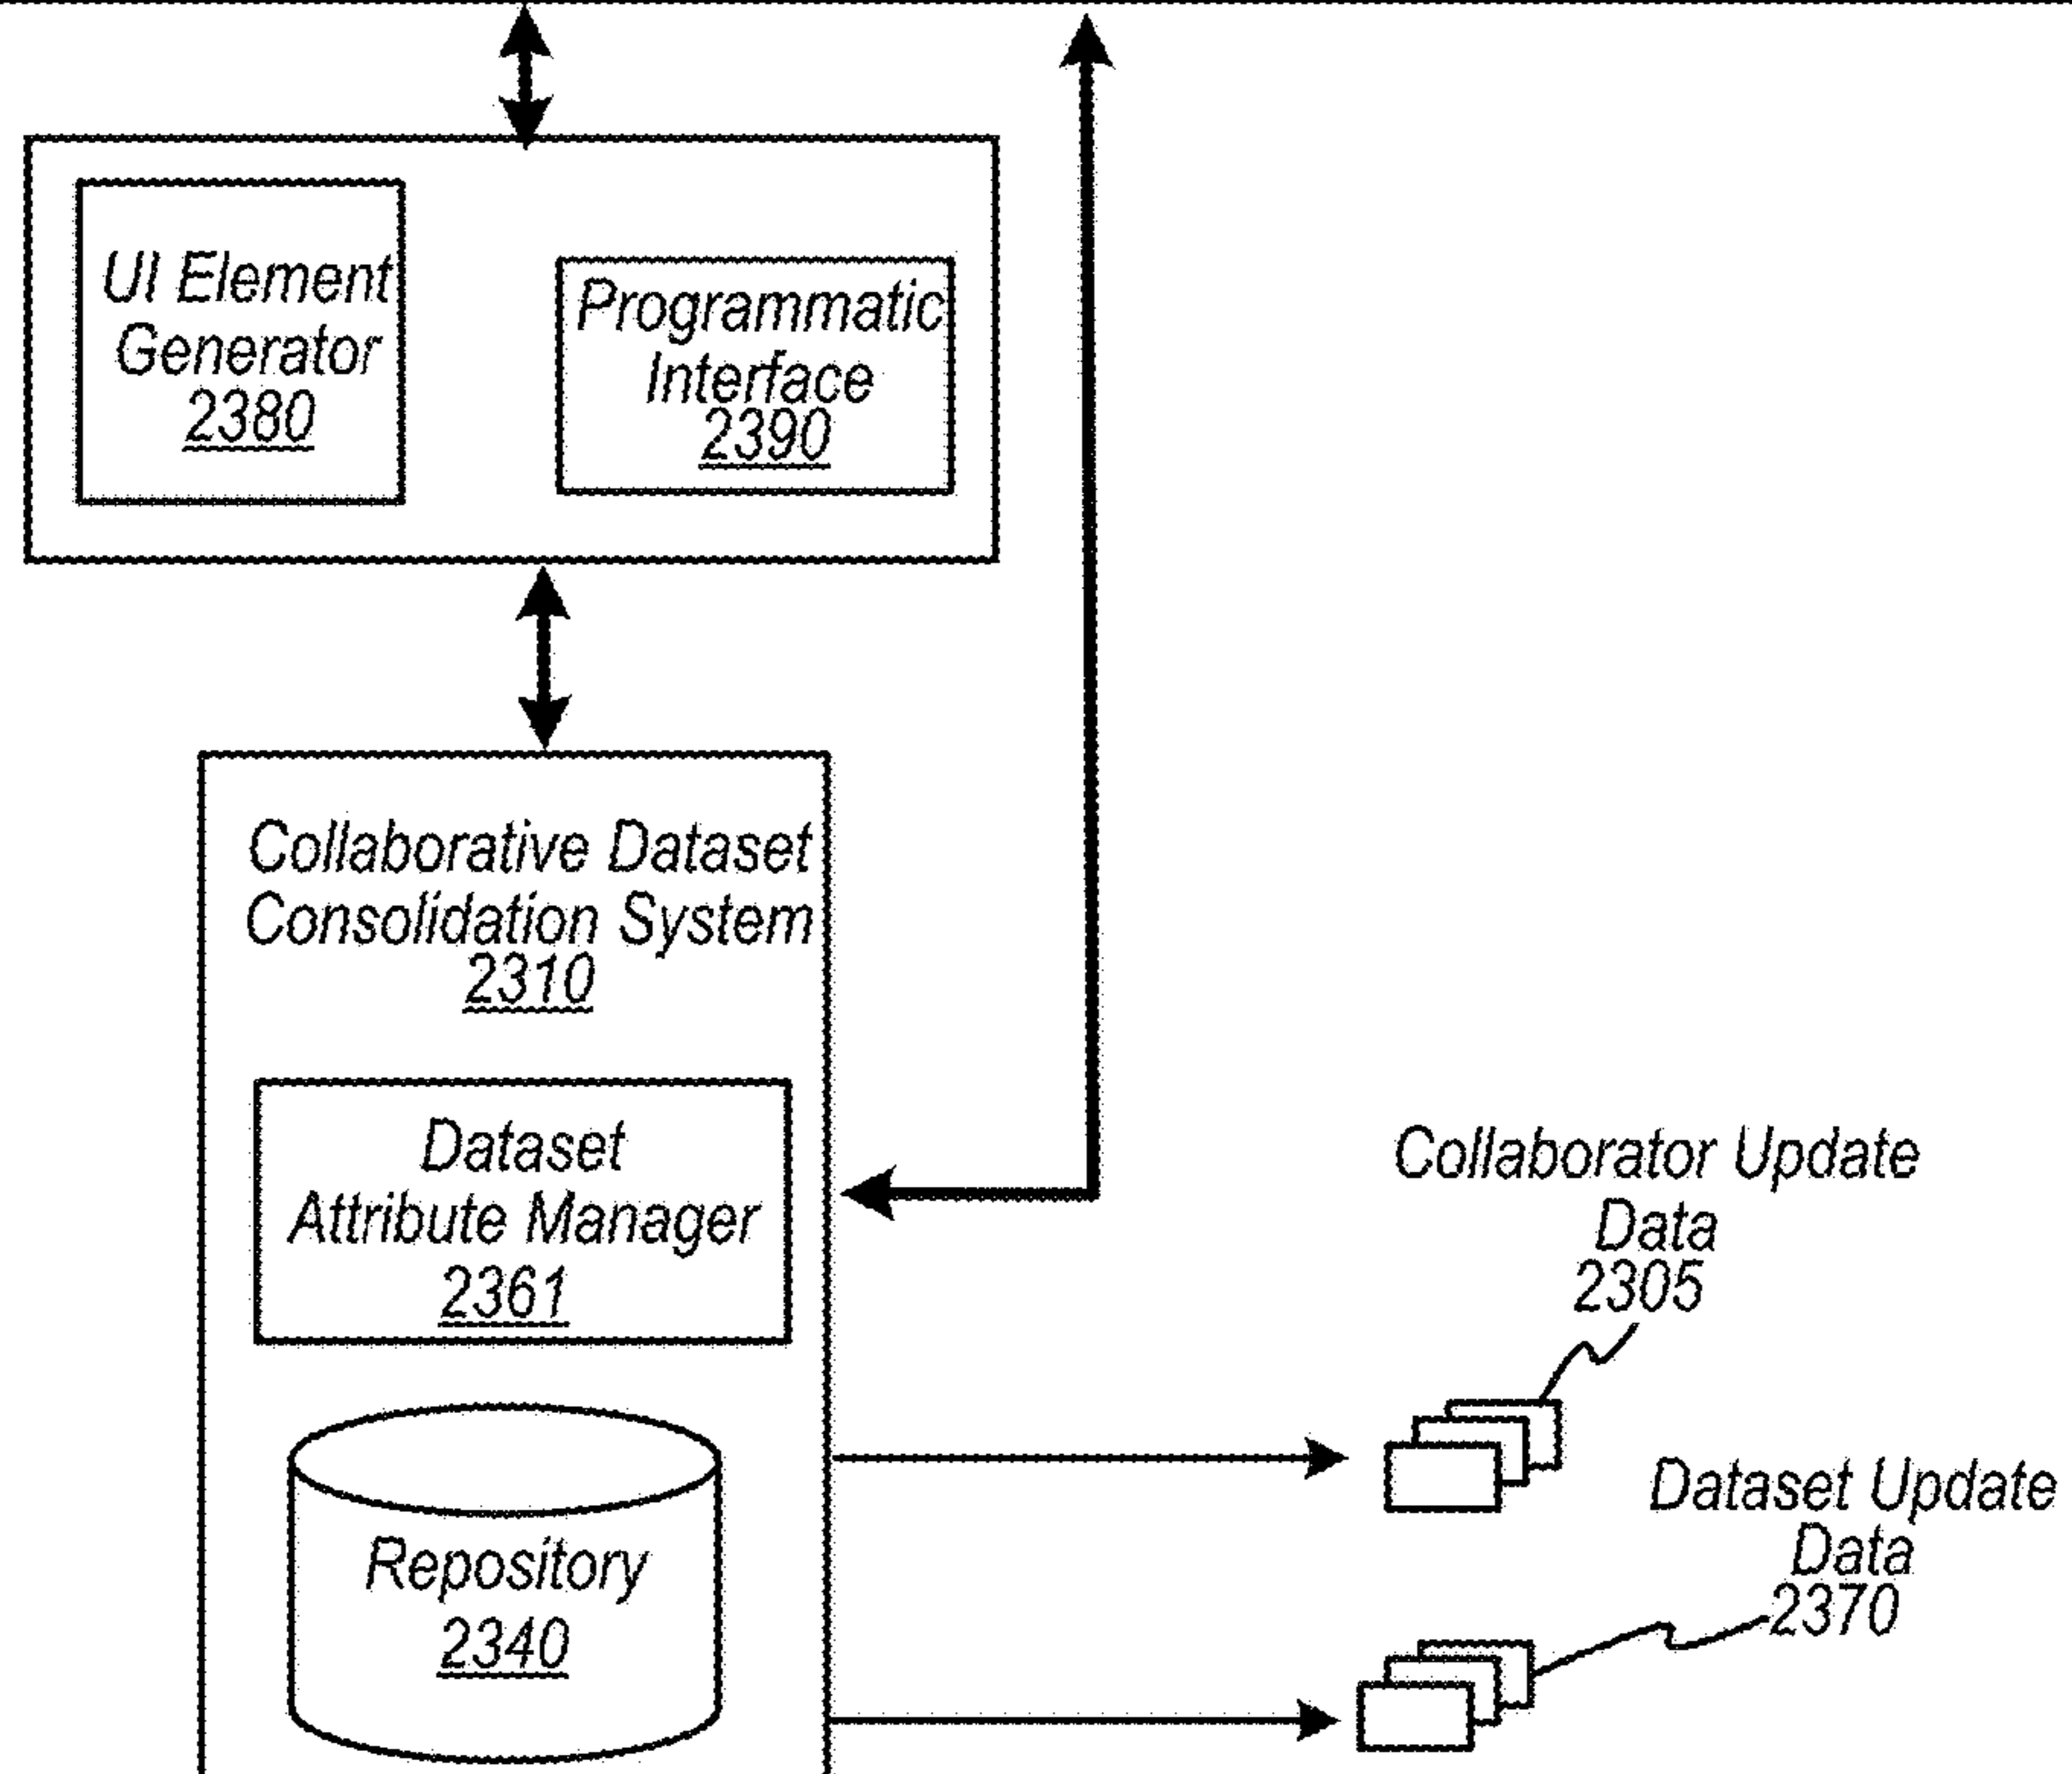 UI Element
Generator
2380
Programmatic
Interface
2390
Collaborative Dataset
Consolidation System
2310
Dataset
Attribute Manager
2361
Collaborator Update
Data
2305
Repository
2340
Dataset Update
Data
2370